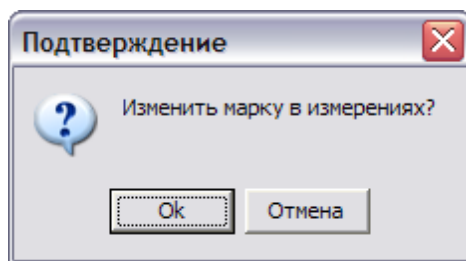 Подтверждение
Изменить марку в измерениях?
Ok
Отмена